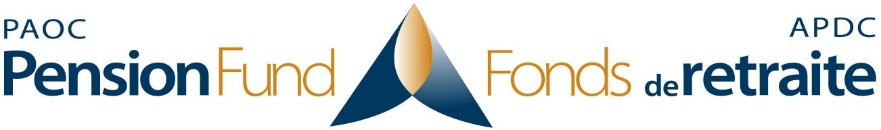 PAOC
Pension Fund
APDC
Fonds de retraite